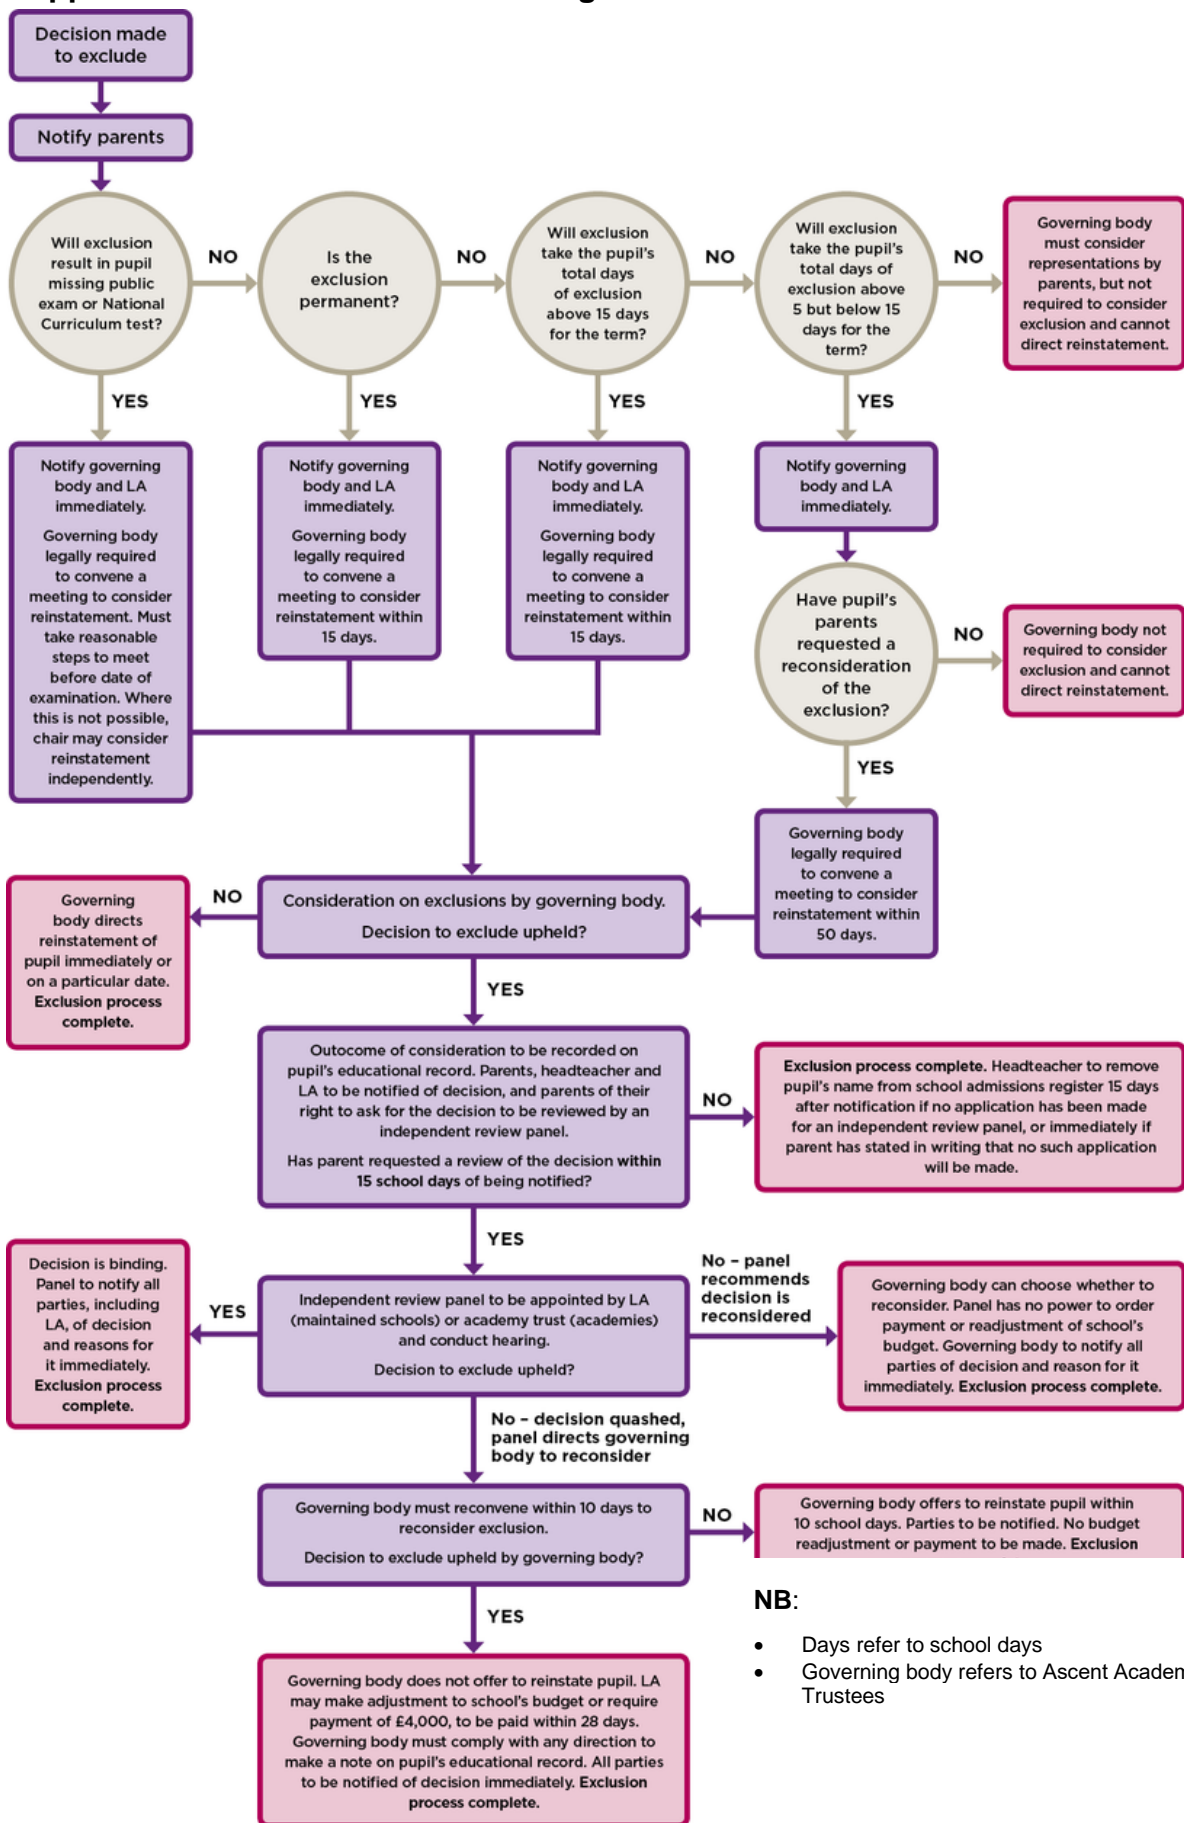 Decision made
to exclude
Notify parents
Will exclusion
result in pupil
missing public
exam or National
Curriculum test?
NO
Is the
exclusion
permanent?
NO
Will exclusion
take the pupil's
total days
of exclusion
above 15 days
for the term?
NO
Will exclusion
take the pupil's
total days of
exclusion above
5 but below 15
days for the
term?
NO
Governing body
must consider
representations by
parents, but not
required to consider
exclusion and cannot
direct reinstatement.
YES
YES
YES
YES
Notify governing
body and LA
immediately.
Governing body
legally required
to convene a
meeting to consider
reinstatement. Must
take reasonable
steps to meet
before date of
examination. Where
this is not possible,
chair may consider
reinstatement
independently.
Notify governing
body and LA
immediately.
Governing body
legally required
to convene a
meeting to consider
reinstatement within
15 days.
Notify governing
body and LA
immediately.
Governing body
legally required
to convene a
meeting to consider
reinstatement within
15 days.
Notify governing
body and LA
immediately.
Have pupil's
parents
requested a
reconsideration
of the
exclusion?
NO
Governing body not
required to consider
exclusion and cannot
direct reinstatement.
YES
Governing body
legally required
to convene a
meeting to consider
reinstatement within
50 days.
Consideration on exclusions by governing body.
Decision to exclude upheld?
NO
Governing
body directs
reinstatement of
pupil immediately or
on a particular date.
Exclusion process
complete.
YES
Outocome of consideration to be recorded on
pupil's educational record. Parents, headteacher and
LA to be notified of decision, and parents of their
right to ask for the decision to be reviewed by an
independent review panel.
Has parent requested a review of the decision within
15 school days of being notified?
NO
Exclusion process complete. Headteacher to remove
pupil's name from school admissions register 15 days
after notification if no application has been made
for an independent review panel, or immediately if
parent has stated in writing that no such application
will be made.
YES
Independent review panel to be appointed by LA
(maintained schools) or academy trust (academies)
and conduct hearing.
Decision to exclude upheld?
YES
Decision is binding.
Panel to notify all
parties, including
LA, of decision
and reasons for
it immediately.
Exclusion process
complete.
No – panel
recommends
decision is
reconsidered
Governing body can choose whether to
reconsider. Panel has no power to order
payment or readjustment of school's
budget. Governing body to notify all
parties of decision and reason for it
immediately. Exclusion process complete.
No – decision quashed,
panel directs governing
body to reconsider
Governing body must reconvene within 10 days to
reconsider exclusion.
Decision to exclude upheld by governing body?
NO
Governing body offers to reinstate pupil within
10 school days. Parties to be notified. No budget
readjustment or payment to be made. Exclusion
YES
Governing body does not offer to reinstate pupil. LA
may make adjustment to school's budget or require
payment of £4,000, to be paid within 28 days.
Governing body must comply with any direction to
make a note on pupil's educational record. All parties
to be notified of decision immediately. Exclusion
process complete.
NB:
• Days refer to school days
• Governing body refers to Ascent Academ
Trustees